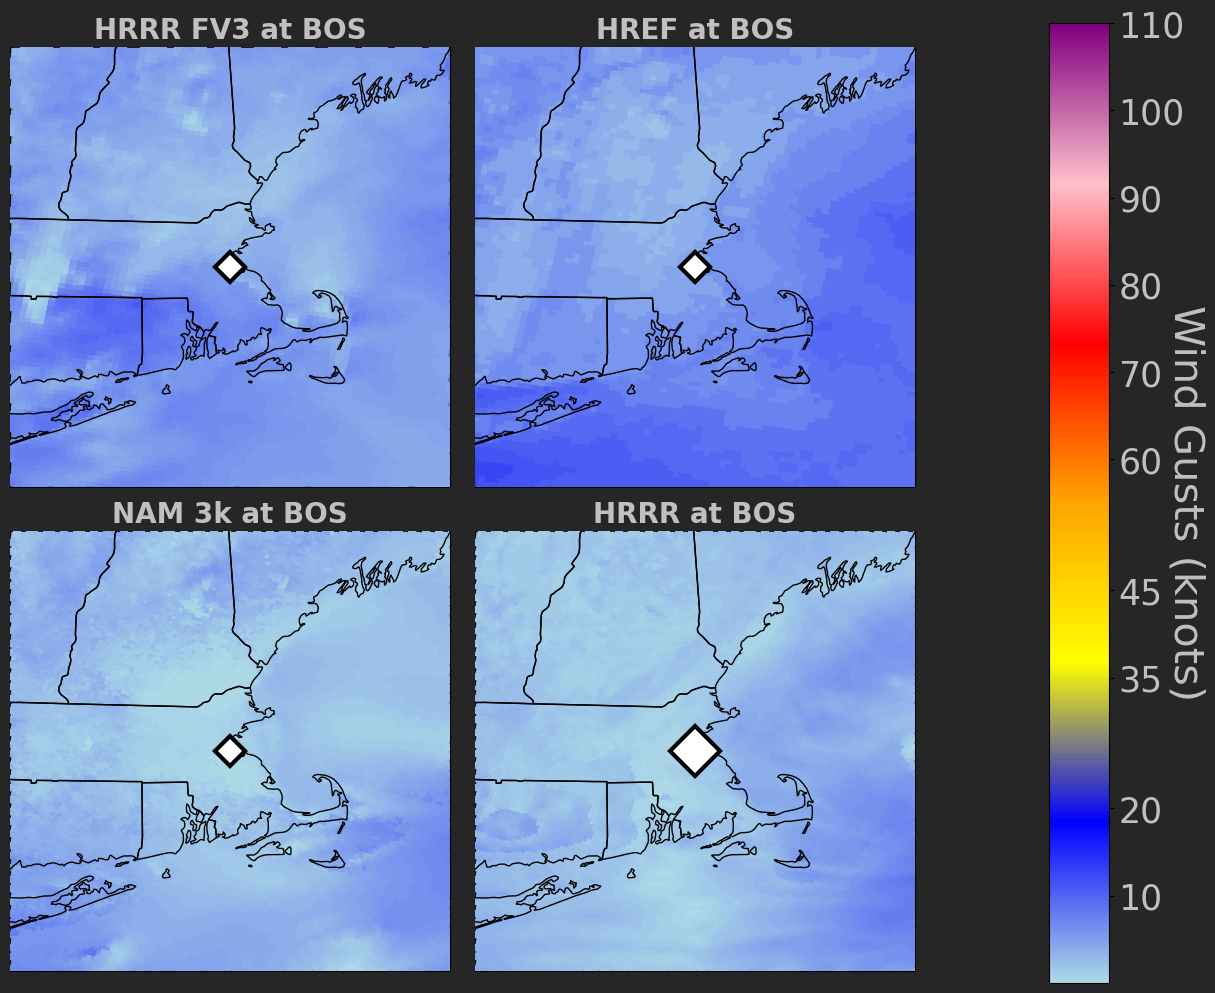 HRRR FV3 at BOS
HREF at BOS
NAM 3k at BOS
HRRR at BOS
110
100
90
80
70
60
45
35
20
10
Wind Gusts (knots)